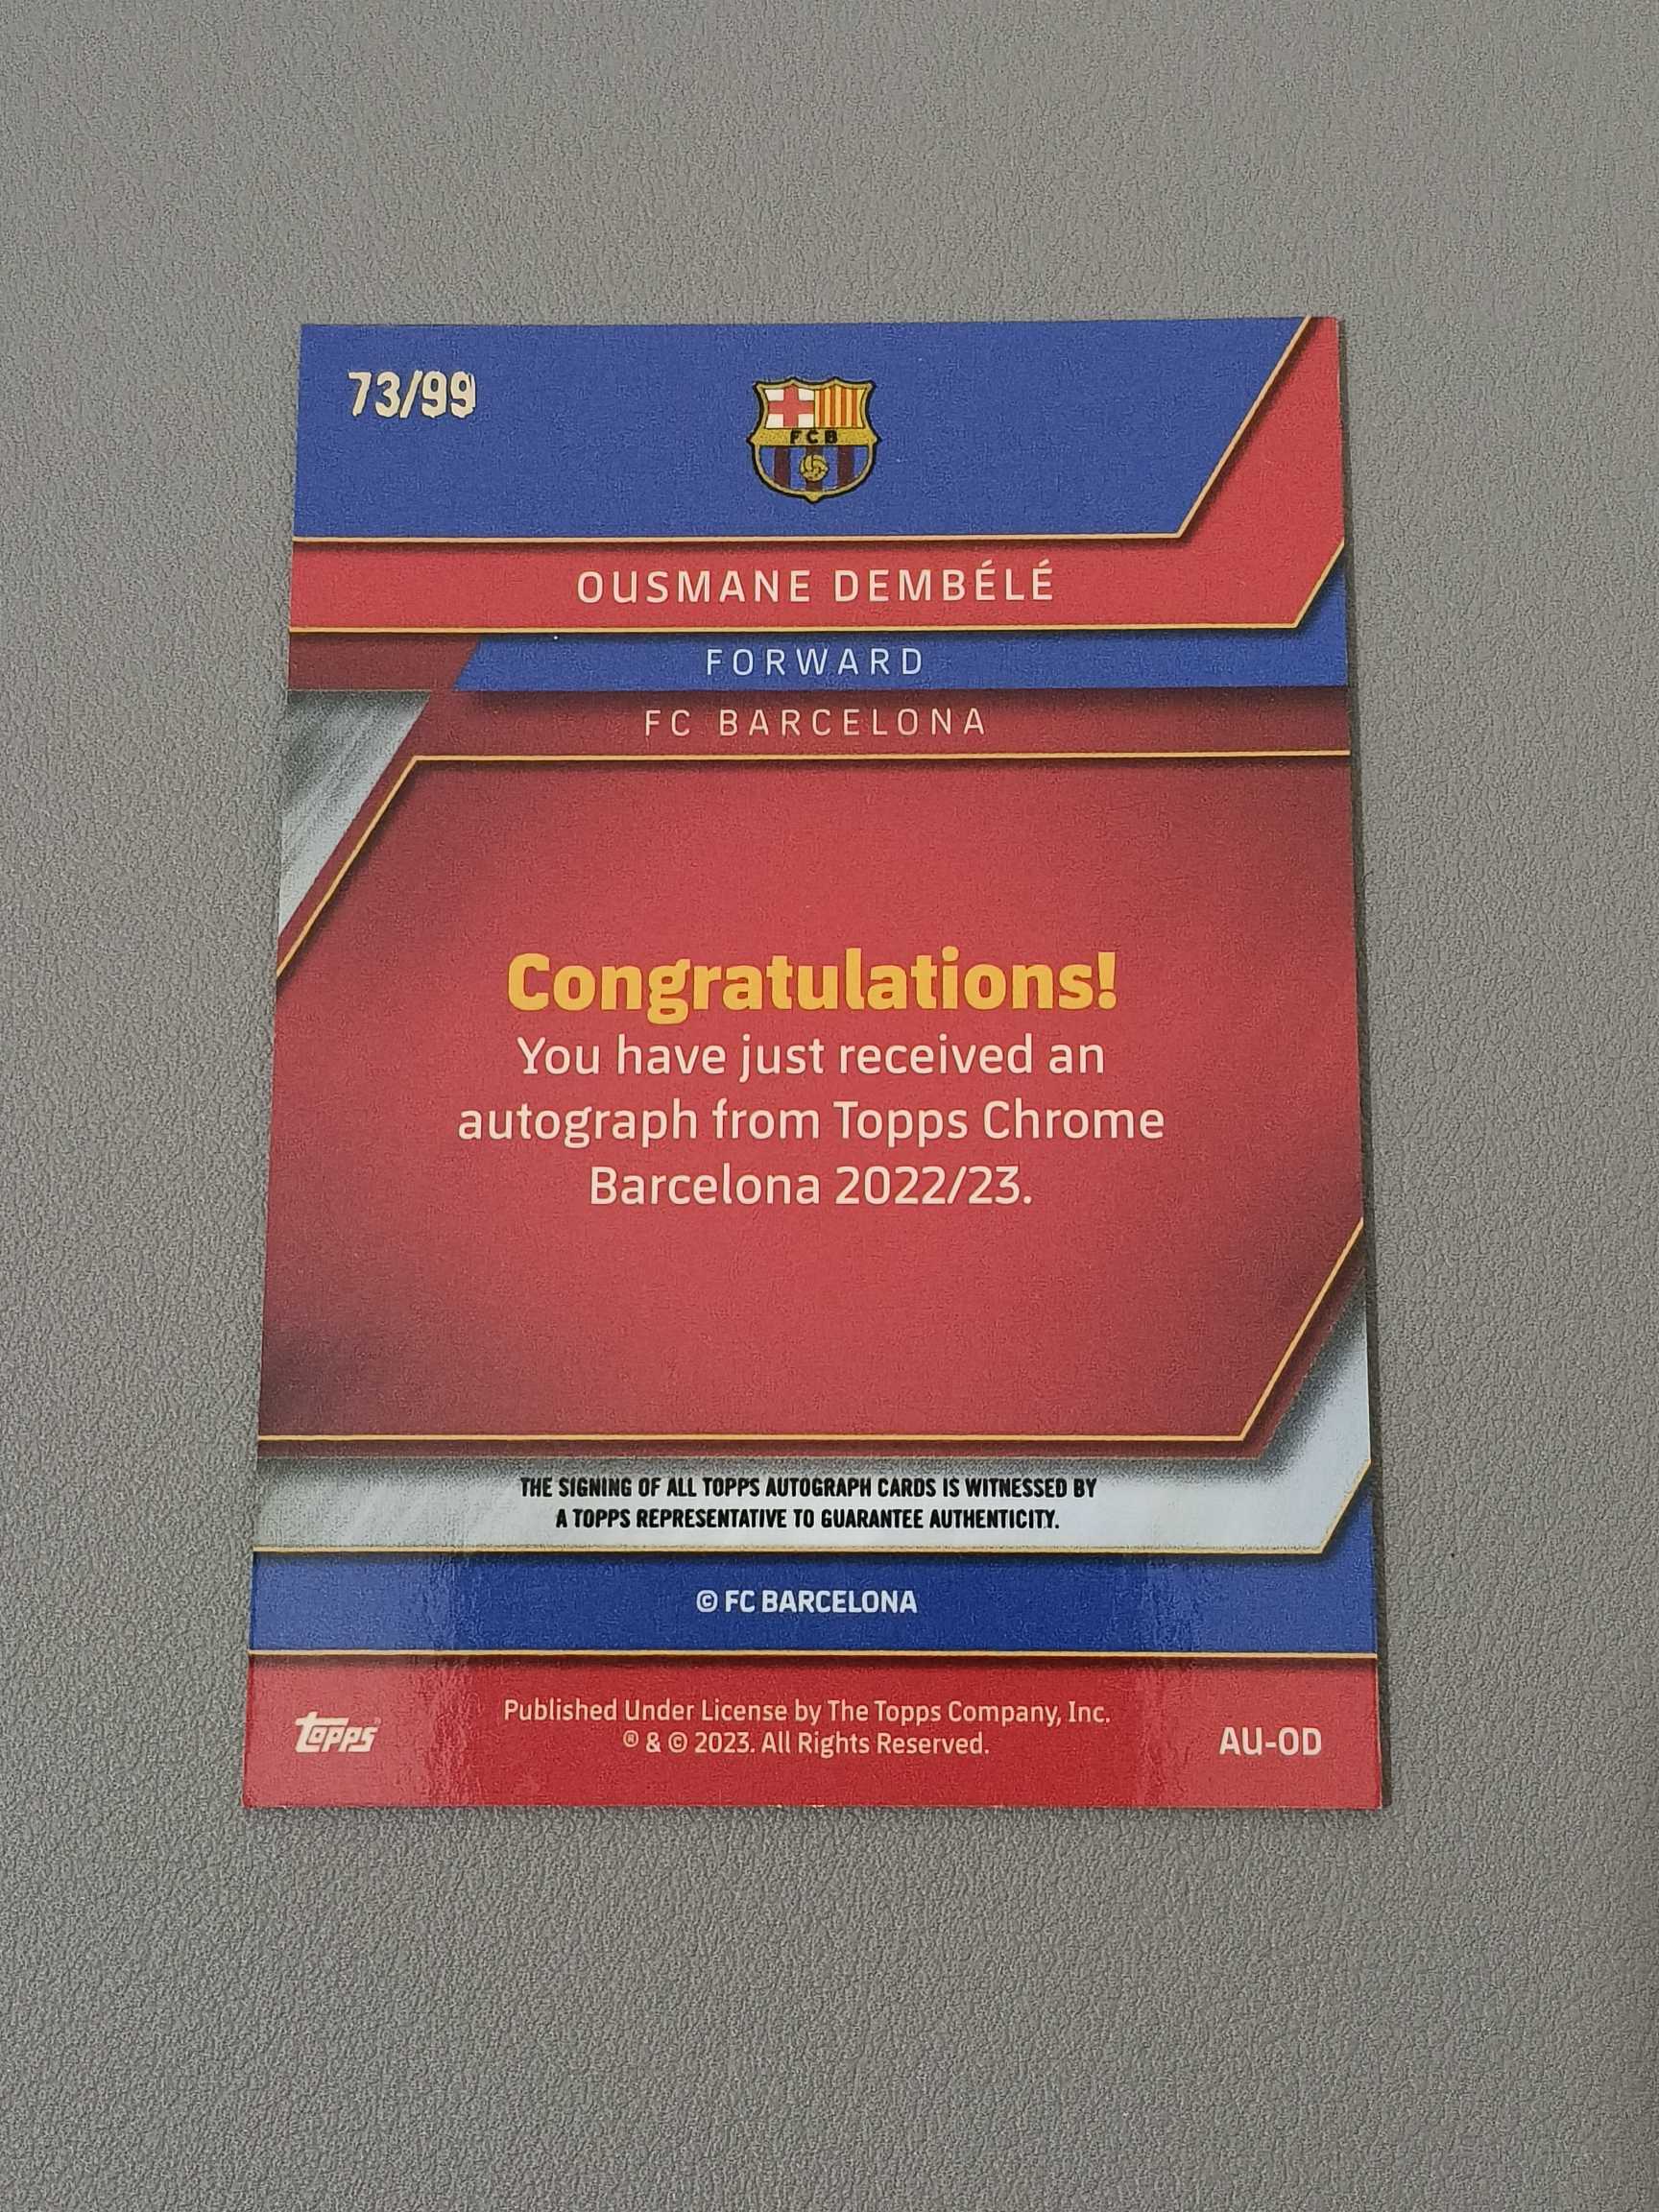 73/99
FCB
OUSMANE DEMBÉLÉ
FORWARD
FC BARCELONA
Congratulations!
You have just received an
autograph from Topps Chrome
Barcelona 2022/23.
THE SIGNING OF ALL TOPPS AUTOGRAPH CARDS IS WITNESSED BY
A TOPPS REPRESENTATIVE TO GUARANTEE AUTHENTICITY.
© FC BARCELONA
Published Under License by The Topps Company, Inc.
® & © 2023. All Rights Reserved.
topps®
AU-OD